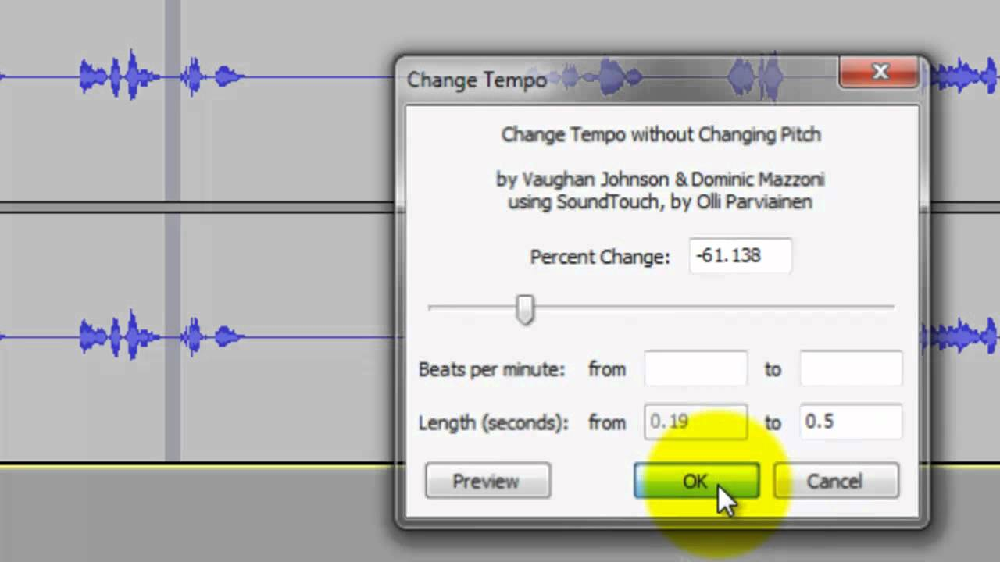 Change Tempo
Change Tempo without Changing Pitch
by Vaughan Johnson & Dominic Mazzoni
using SoundTouch, by Olli Parviainen
Percent Change: -61.138
Beats per minute: from to
Length (seconds): from 0.19 to 0.5
Preview OK Cancel